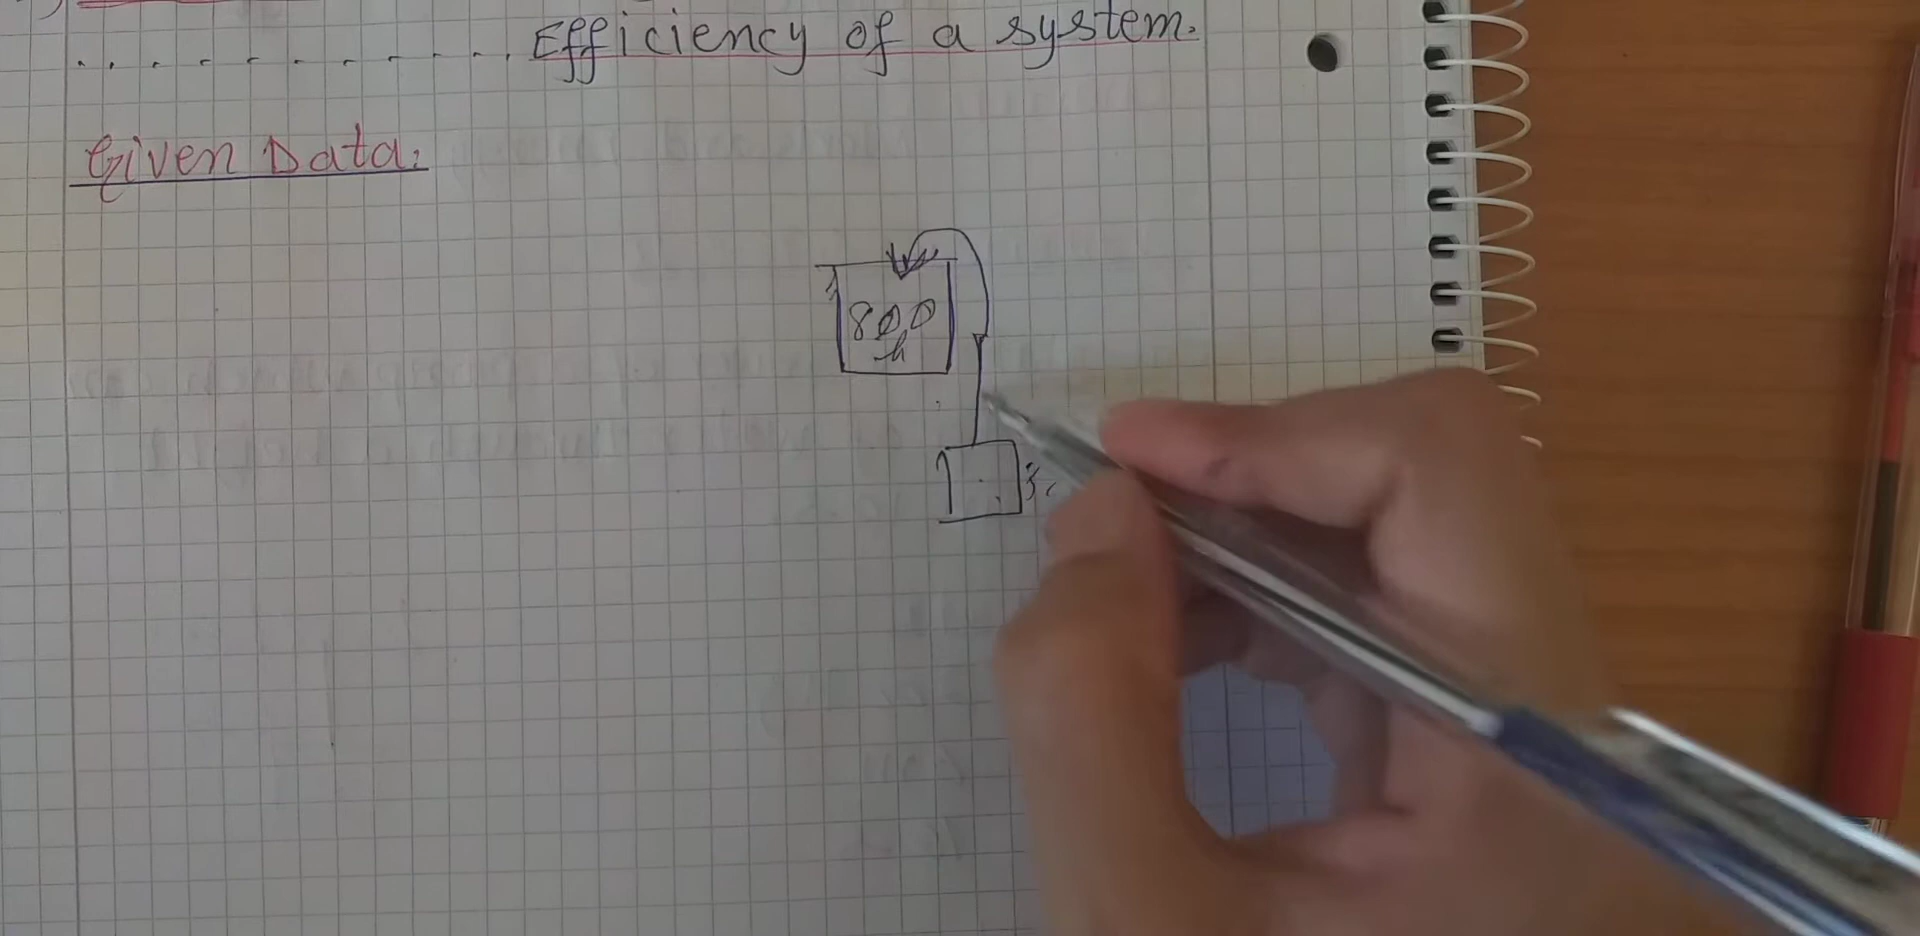 . . . . . . . . . . Efficiency of a system.
Given Data:
800
h